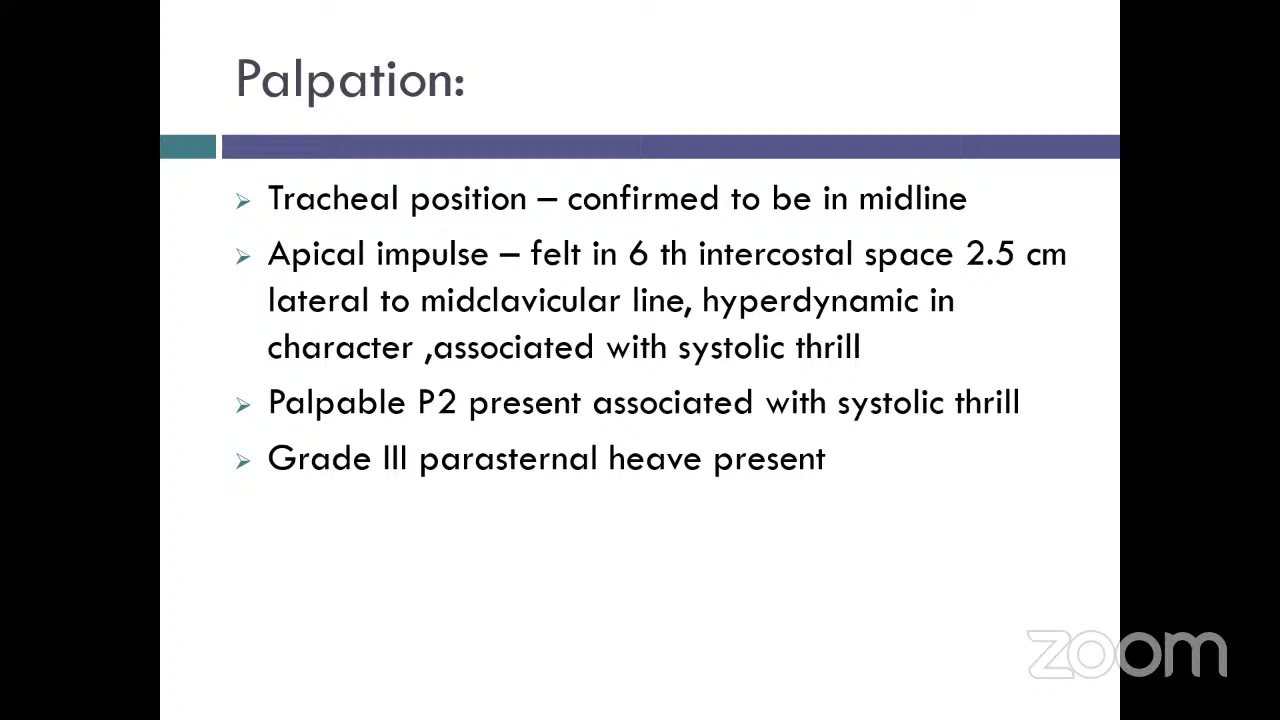 Palpation:
➢ Tracheal position – confirmed to be in midline
➢ Apical impulse – felt in 6 th intercostal space 2.5 cm
lateral to midclavicular line, hyperdynamic in
character ,associated with systolic thrill
➢ Palpable P2 present associated with systolic thrill
➢ Grade III parasternal heave present
zoom